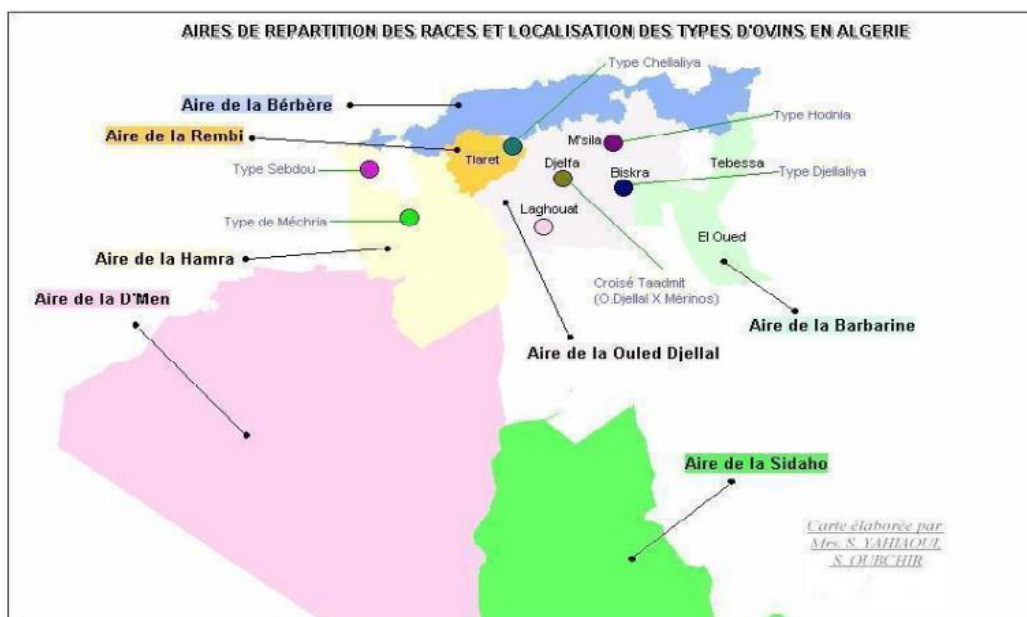 AIRES DE REPARTITION DES RACES ET LOCALISATION DES TYPES D'OVINS EN ALGERIE
Type Chellaliya
Aire de la Bérbère
Type Hodnia
Aire de la Rembi
M'sila
Tiaret
Djelfa
Tebessa
Type Sebdou
Biskra
Type Djellaliya
Laghouat
Type de Méchria
El Oued
Aire de la Hamra
Croisé Taadmit
(O.Djellal X Mérinos)
Aire de la D'Men
Aire de la Barbarine
Aire de la Ouled Djellal
Aire de la Sidaho
Carte élaborée par
Mrs. S. YAHIAOUI,
S. OUBCHIR